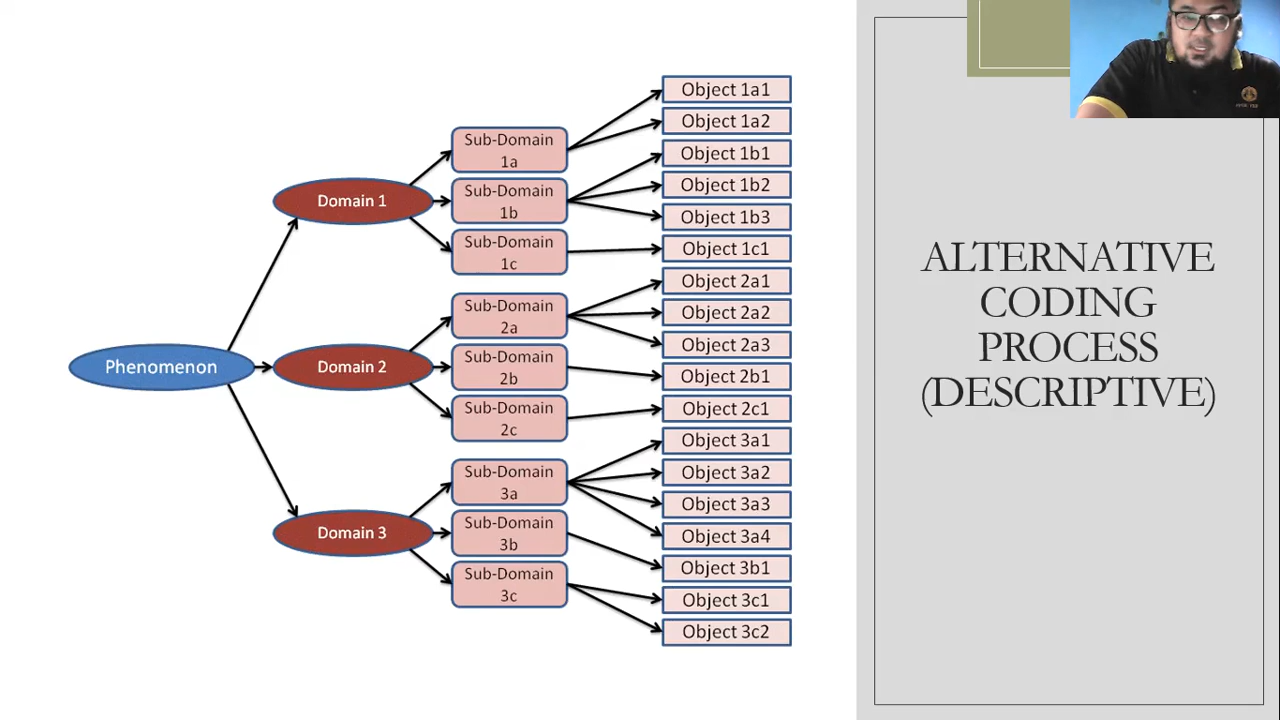 Phenomenon
Domain 1
Domain 2
Domain 3
Sub-Domain
1a
Sub-Domain
1b
Sub-Domain
1c
Sub-Domain
2a
Sub-Domain
2b
Sub-Domain
2c
Sub-Domain
3a
Sub-Domain
3b
Sub-Domain
3c
Object 1a1
Object 1a2
Object 1b1
Object 1b2
Object 1b3
Object 1c1
Object 2a1
Object 2a2
Object 2a3
Object 2b1
Object 2c1
Object 3a1
Object 3a2
Object 3a3
Object 3a4
Object 3b1
Object 3c1
Object 3c2
ALTERNATIVE
CODING
PROCESS
(DESCRIPTIVE)